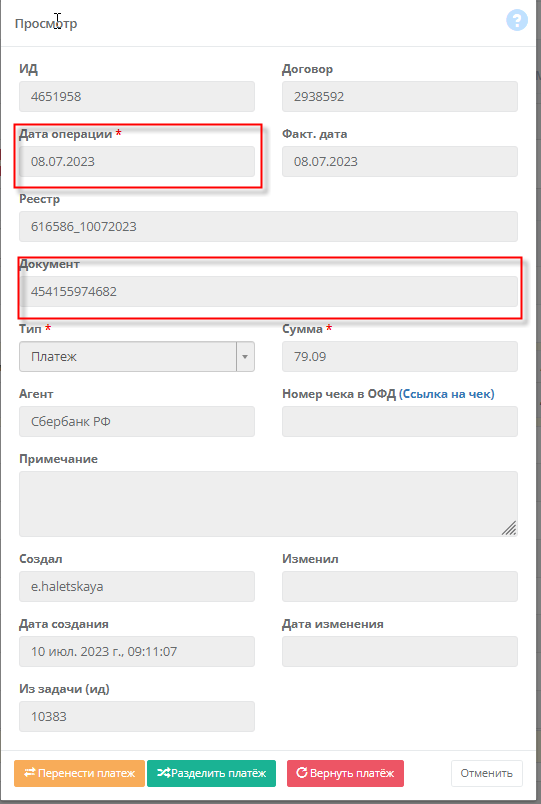 Просмотр
?
ИД
Договор
4651958
2938592
Дата операции *
Факт. дата
08.07.2023
08.07.2023
Реестр
616586_10072023
Документ
454155974682
Тип *
Сумма *
Платеж
79.09
Агент
Номер чека в ОФД (Ссылка на чек)
Сбербанк РФ
Примечание
Создал
Изменил
e.haletskaya
Дата создания
Дата изменения
10 июл. 2023 г., 09:11:07
Из задачи (ид)
10383
Перенести платеж
Разделить платёж
Вернуть платёж
Отменить